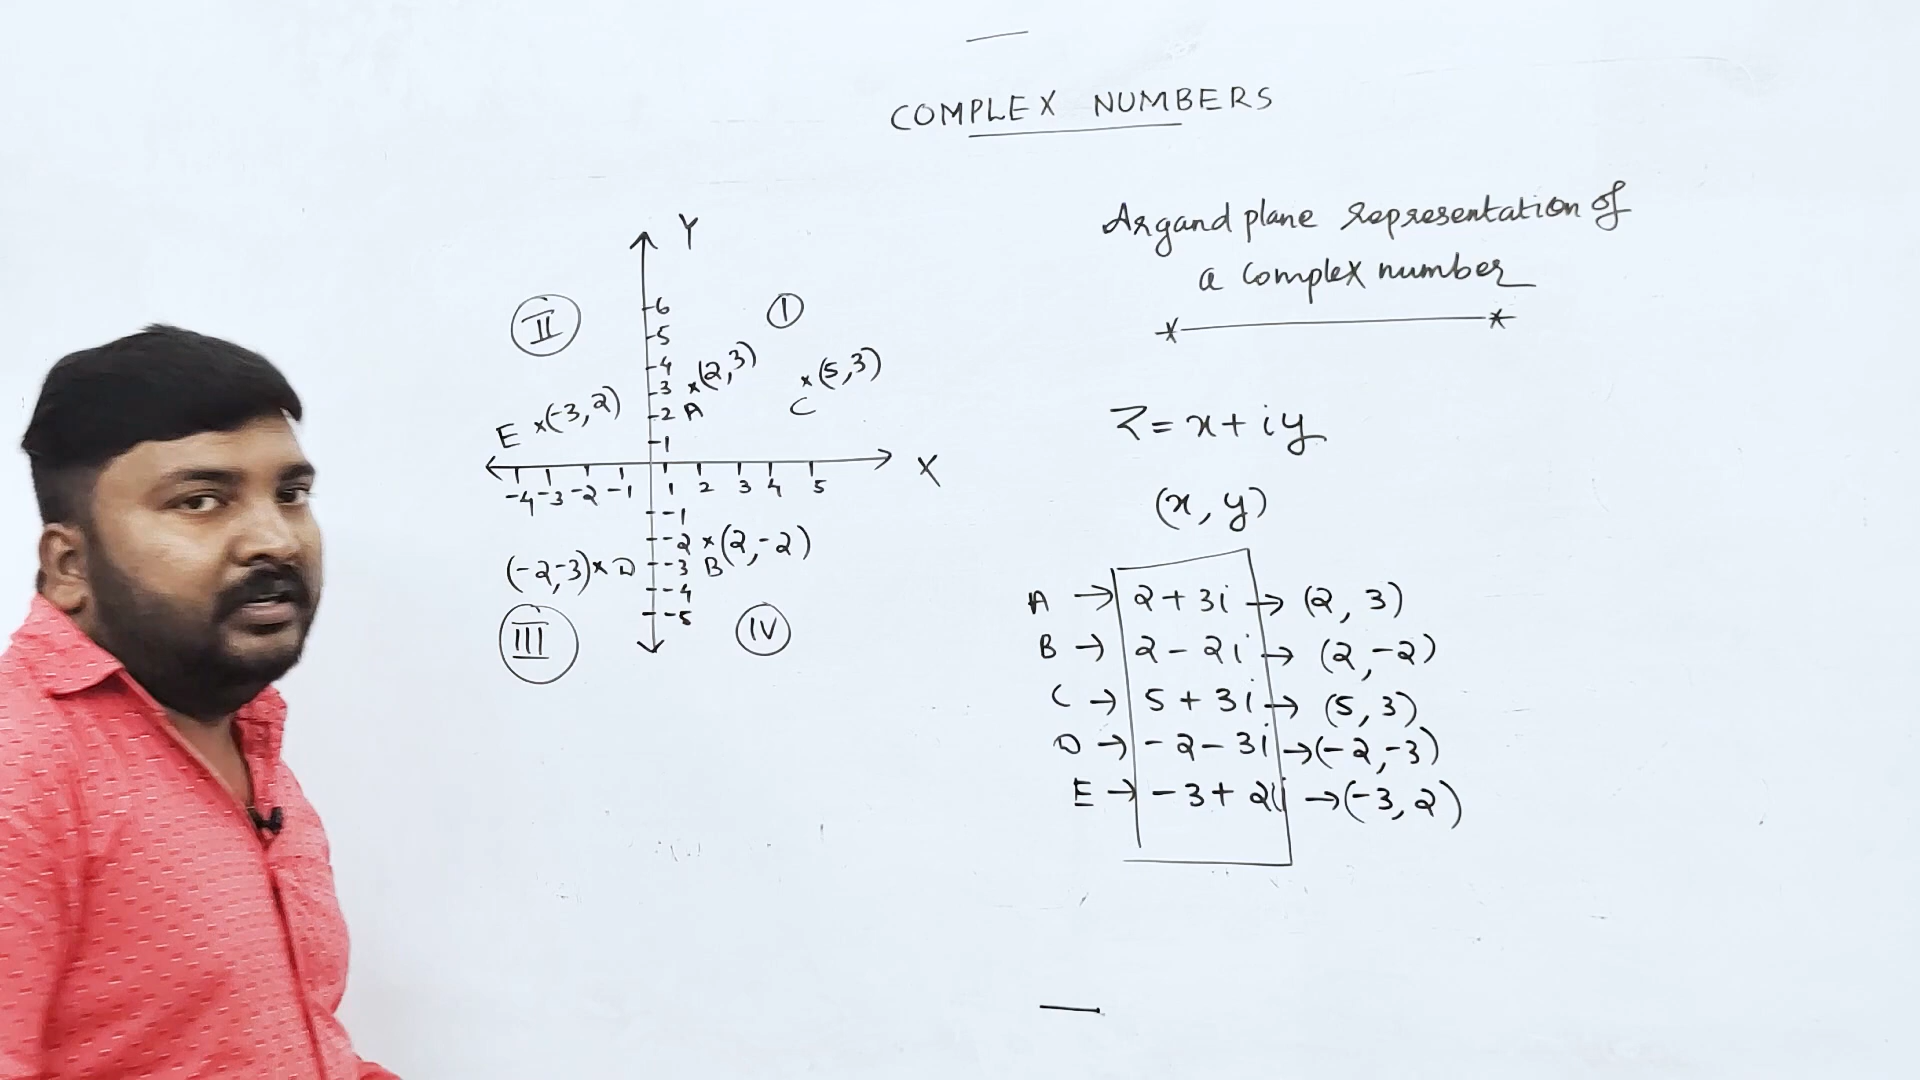 COMPLEX NUMBERS
Argand plane representation of
a complex number
Z = x + iy
(x, y)
A → 2 + 3i → (2, 3)
B → 2 - 2i → (2, -2)
C → 5 + 3i → (5, 3)
D → -2 - 3i → (-2, -3)
E → -3 + 2i → (-3, 2)
Y
II
I
6
5
4
3
2
1
×(2,3)
A
×(5,3)
C
E ×(-3,2)
X
-4 -3 -2 -1 1 2 3 4 5
-1
-2
-3
-4
-5
×(2,-2)
B
(-2,-3)× D
III
IV